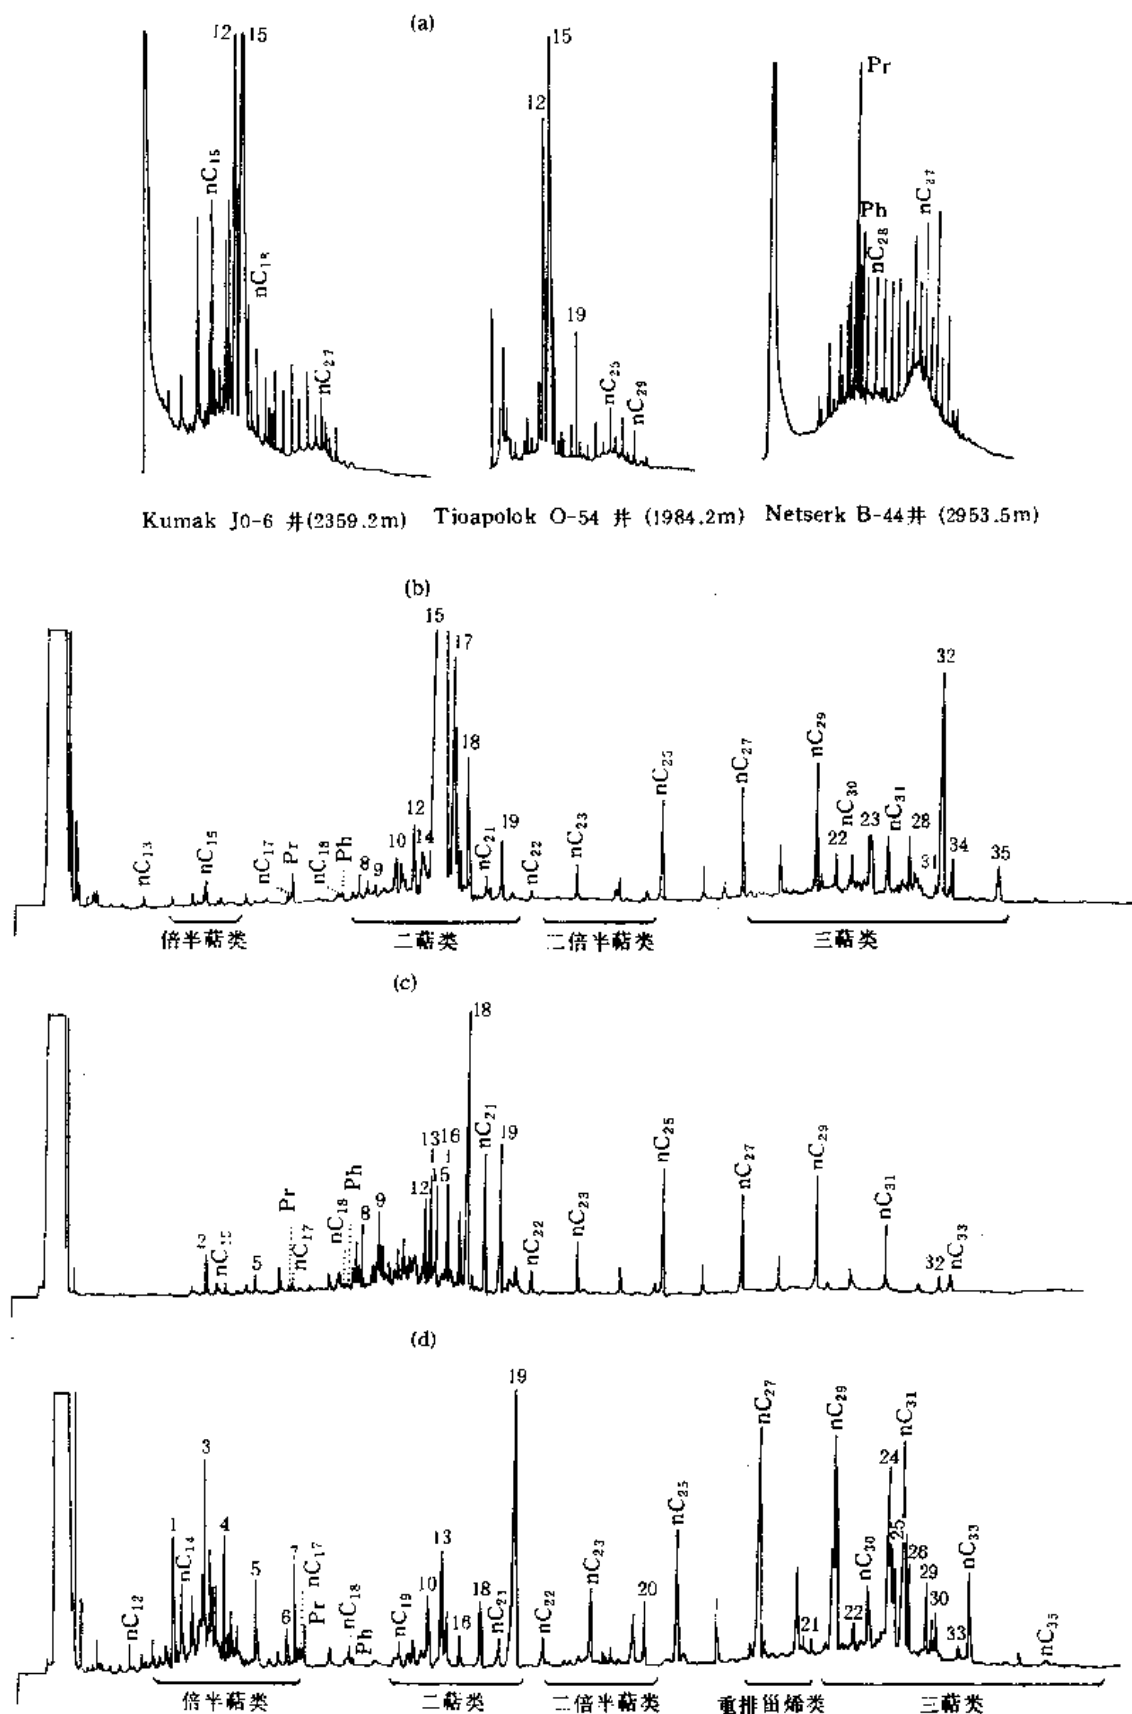 (a)
12 15
nC₁₅
nC₁₈
nC₂₇
15
12
19
nC₂₅
nC₂₉
Pr
Ph
nC₂₈
nC₂₇
Kumak J0-6 井(2359.2m) Tioapolok O-54 井 (1984.2m) Netserk B-44井 (2953.5m)
(b)
nC₁₃ nC₁₅ nC₁₇ Pr nC₁₈ Ph 8 9 10 12 14 15 17 18 nC₂₁ 19 nC₂₂ nC₂₃ nC₂₅ nC₂₇ nC₂₉ 22 nC₃₀ 23 nC₃₁ 28 31 32 34 35
倍半萜类 二萜类 二倍半萜类 三萜类
(c)
3 nC₁₅ 5 Pr nC₁₇ nC₁₈ Ph 8 9 12 13 15 16 18 nC₂₁ 19 nC₂₂ nC₂₃ nC₂₅ nC₂₇ nC₂₉ nC₃₁ 32 nC₃₃
(d)
nC₁₂ 1 nC₁₄ 3 4 5 6 7 Pr nC₁₇ nC₁₈ Ph nC₁₉ 10 13 16 18 nC₂₁ 19 nC₂₂ nC₂₃ 20 nC₂₅ nC₂₇ 21 nC₂₉ 22 nC₃₀ 24 25 nC₃₁ 29 30 33 nC₃₃ nC₃₅
倍半萜类 二萜类 二倍半萜类 重排甾烯类 三萜类